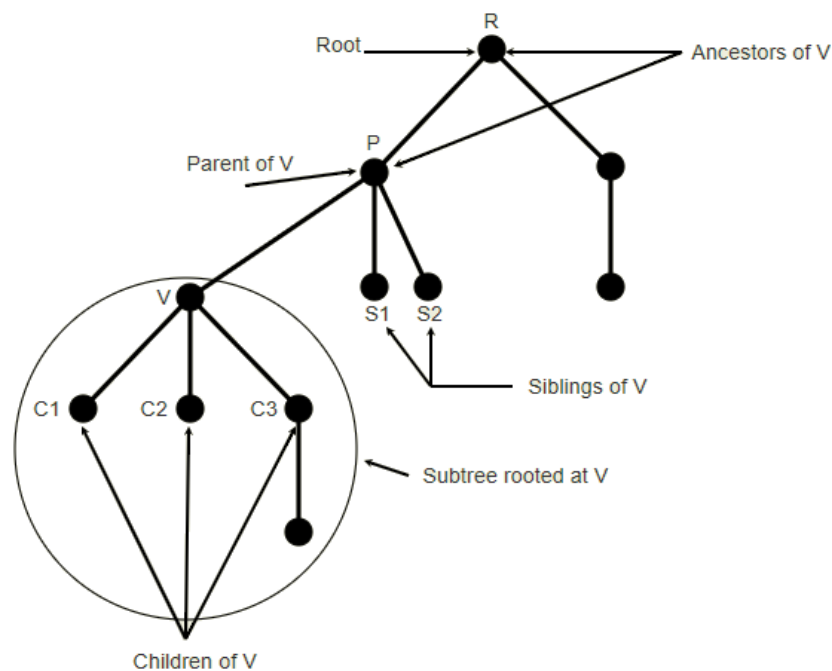 R
Root
Ancestors of V
P
Parent of V
V
S1
S2
Siblings of V
C1
C2
C3
Subtree rooted at V
Children of V